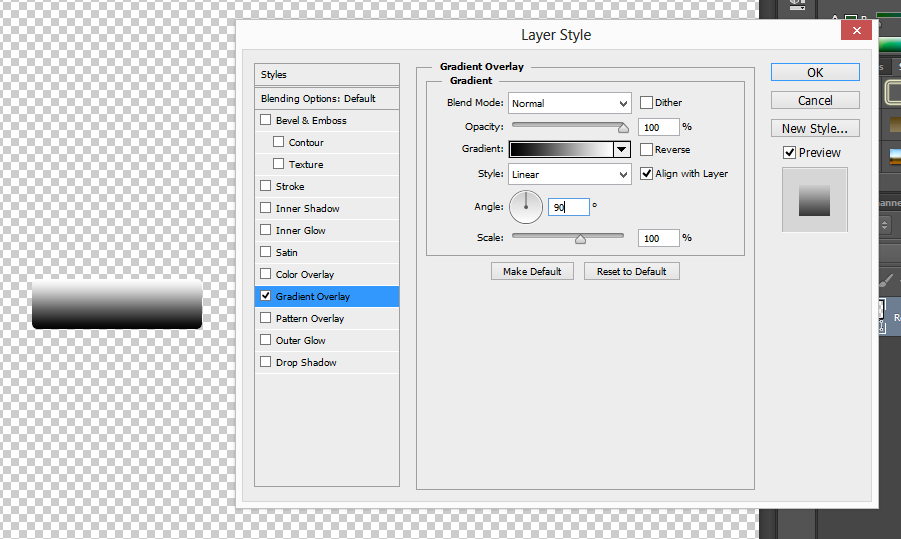 Layer Style
Styles
Blending Options: Default
Bevel & Emboss
Contour
Texture
Stroke
Inner Shadow
Inner Glow
Satin
Color Overlay
Gradient Overlay
Pattern Overlay
Outer Glow
Drop Shadow
Gradient Overlay
Gradient
Blend Mode: Normal Dither
Opacity: 100 %
Gradient: Reverse
Style: Linear Align with Layer
Angle: 90 °
Scale: 100 %
Make Default Reset to Default
OK
Cancel
New Style...
Preview